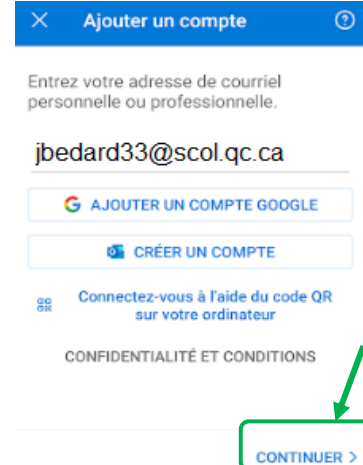 Ajouter un compte
Entrez votre adresse de courriel
personnelle ou professionnelle.
jbedard33@scol.qc.ca
AJOUTER UN COMPTE GOOGLE
CRÉER UN COMPTE
Connectez-vous à l'aide du code QR
sur votre ordinateur
CONFIDENTIALITÉ ET CONDITIONS
CONTINUER >